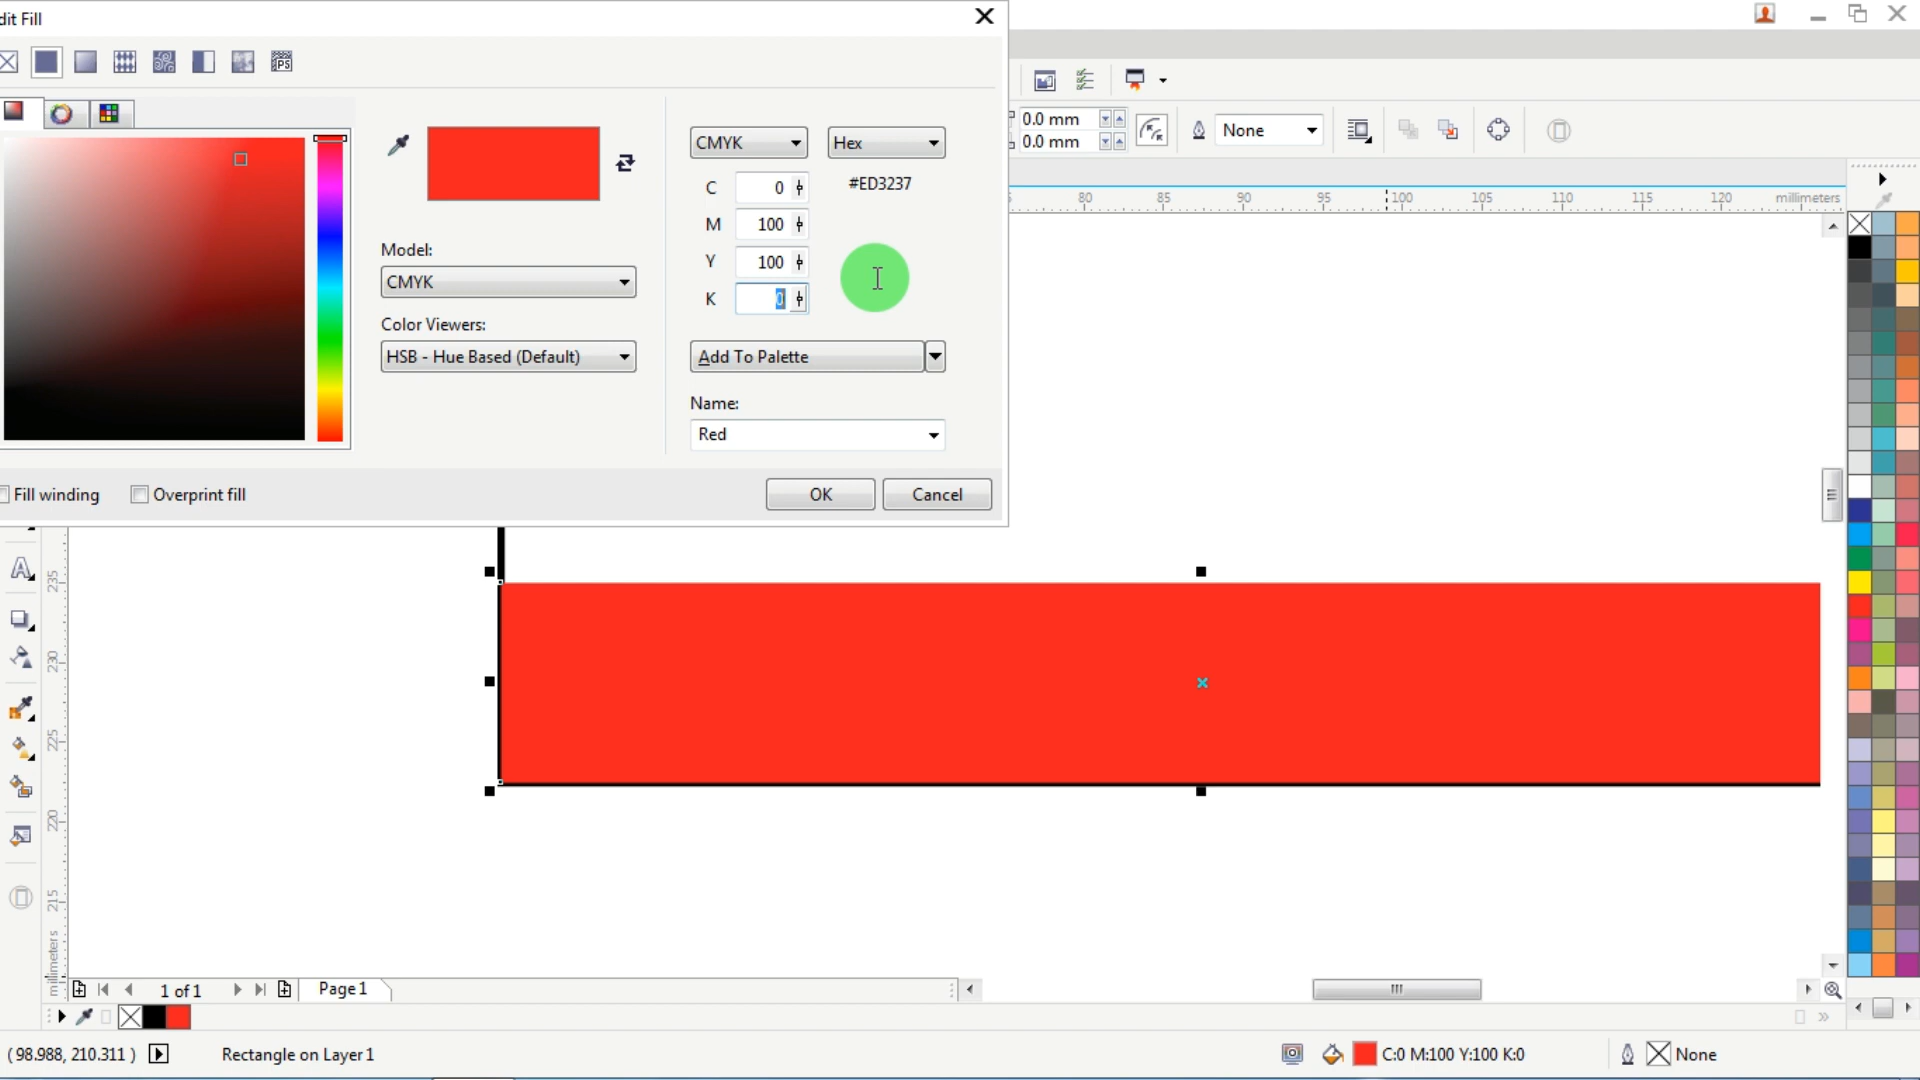 dit Fill
PS
CMYK
Hex
C 0
#ED3237
M 100
Y 100
K 0
Model:
CMYK
Color Viewers:
HSB - Hue Based (Default)
Add To Palette
Name:
Red
Fill winding
Overprint fill
OK
Cancel
0.0 mm
0.0 mm
None
80 85 90 95 100 105 110 115 120 millimeters
235
230
225
220
215
millimeters
1 of 1
Page 1
( 98.988, 210.311 )
Rectangle on Layer 1
C:0 M:100 Y:100 K:0
None